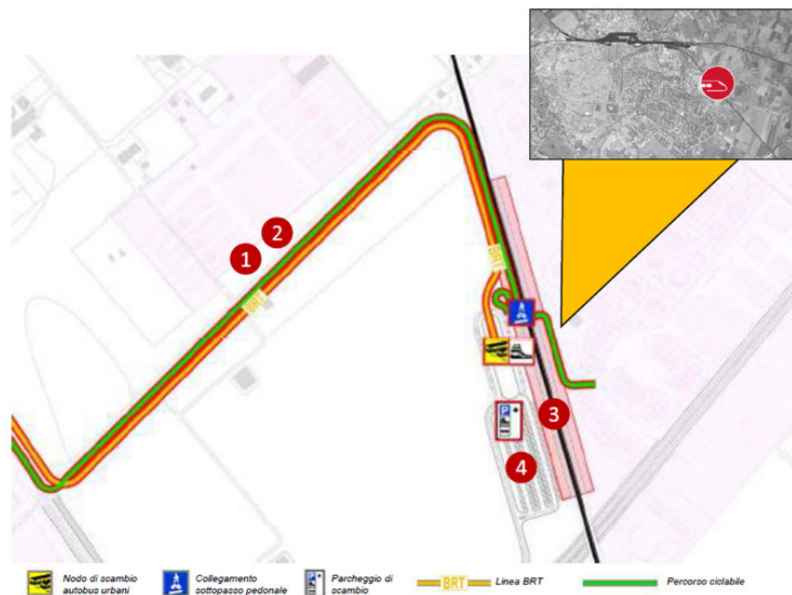 1
2
BRT
BRT
3
P
4
Nodo di scambio
autobus urbani
Collegamento
sottopasso pedonale
P
Parcheggio di
scambio
BRT
Linea BRT
Percorso ciclabile